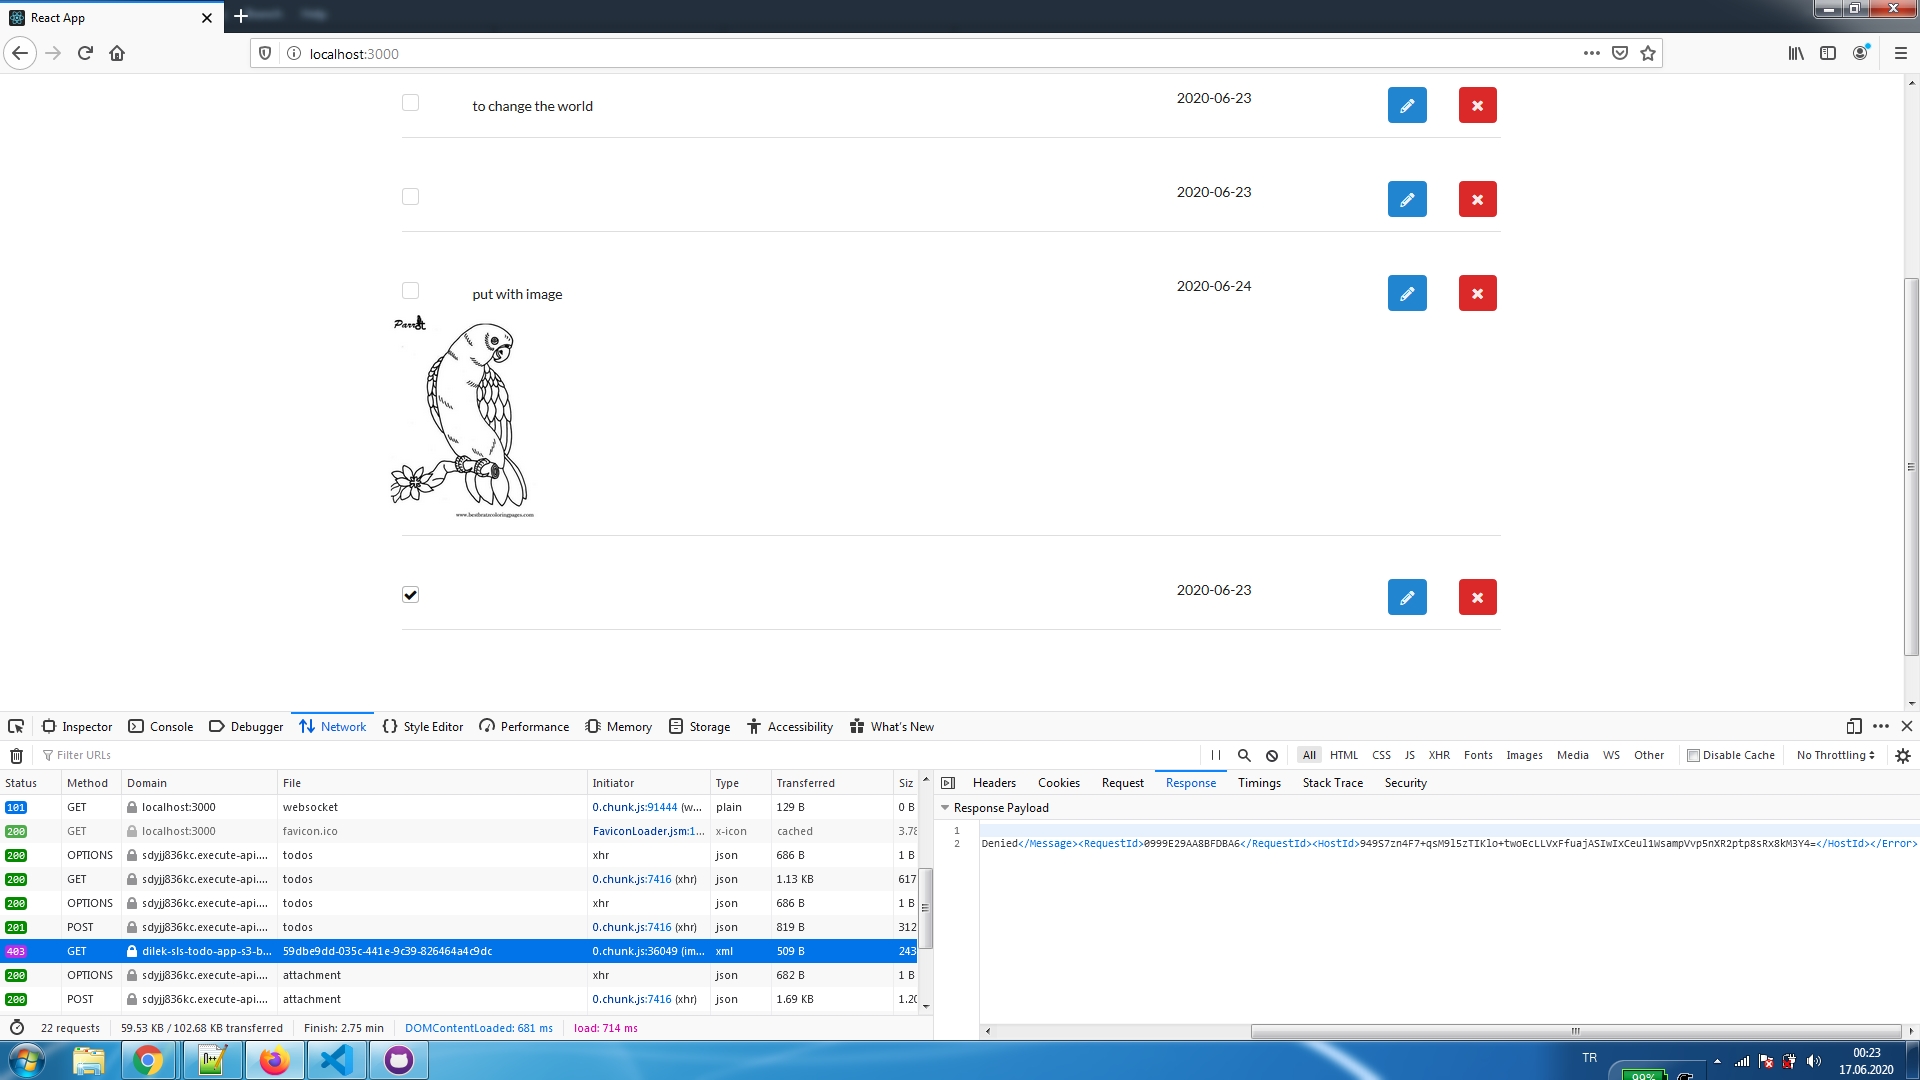 React App
localhost:3000
to change the world 2020-06-23
2020-06-23
put with image 2020-06-24
Parrot
www.bestbratscoloringpages.com
2020-06-23
Inspector Console Debugger Network Style Editor Performance Memory Storage Accessibility What's New
Filter URLs All HTML CSS JS XHR Fonts Images Media WS Other Disable Cache No Throttling
Status Method Domain File Initiator Type Transferred Siz Headers Cookies Request Response Timings Stack Trace Security
101 GET localhost:3000 websocket 0.chunk.js:91444 (w... plain 129 B 0 B
200 GET localhost:3000 favicon.ico FaviconLoader.jsm:1... x-icon cached 3.78
200 OPTIONS sdyjj836kc.execute-api.... todos xhr json 686 B 1 B
200 GET sdyjj836kc.execute-api.... todos 0.chunk.js:7416 (xhr) json 1.13 KB 617
200 OPTIONS sdyjj836kc.execute-api.... todos xhr json 686 B 1 B
201 POST sdyjj836kc.execute-api.... todos 0.chunk.js:7416 (xhr) json 819 B 312
403 GET dilek-sls-todo-app-s3-b... 59dbe9dd-035c-441e-9c39-826464a4c9dc 0.chunk.js:36049 (im... xml 509 B 243
200 OPTIONS sdyjj836kc.execute-api.... attachment xhr json 682 B 1 B
200 POST sdyjj836kc.execute-api.... attachment 0.chunk.js:7416 (xhr) json 1.69 KB 1.20
Response Payload
1
2 Denied</Message><RequestId>0999E29AA8BFDBA6</RequestId><HostId>949S7zn4F7+qsM9l5zTIKlo+twoEcLLVxFfuajASIwIxCeul1WsampVvp5nXR2ptp8sRx8kM3Y4=</HostId></Error>
22 requests 59.53 KB / 102.68 KB transferred Finish: 2.75 min DOMContentLoaded: 681 ms load: 714 ms
TR 99% 00:23
17.06.2020